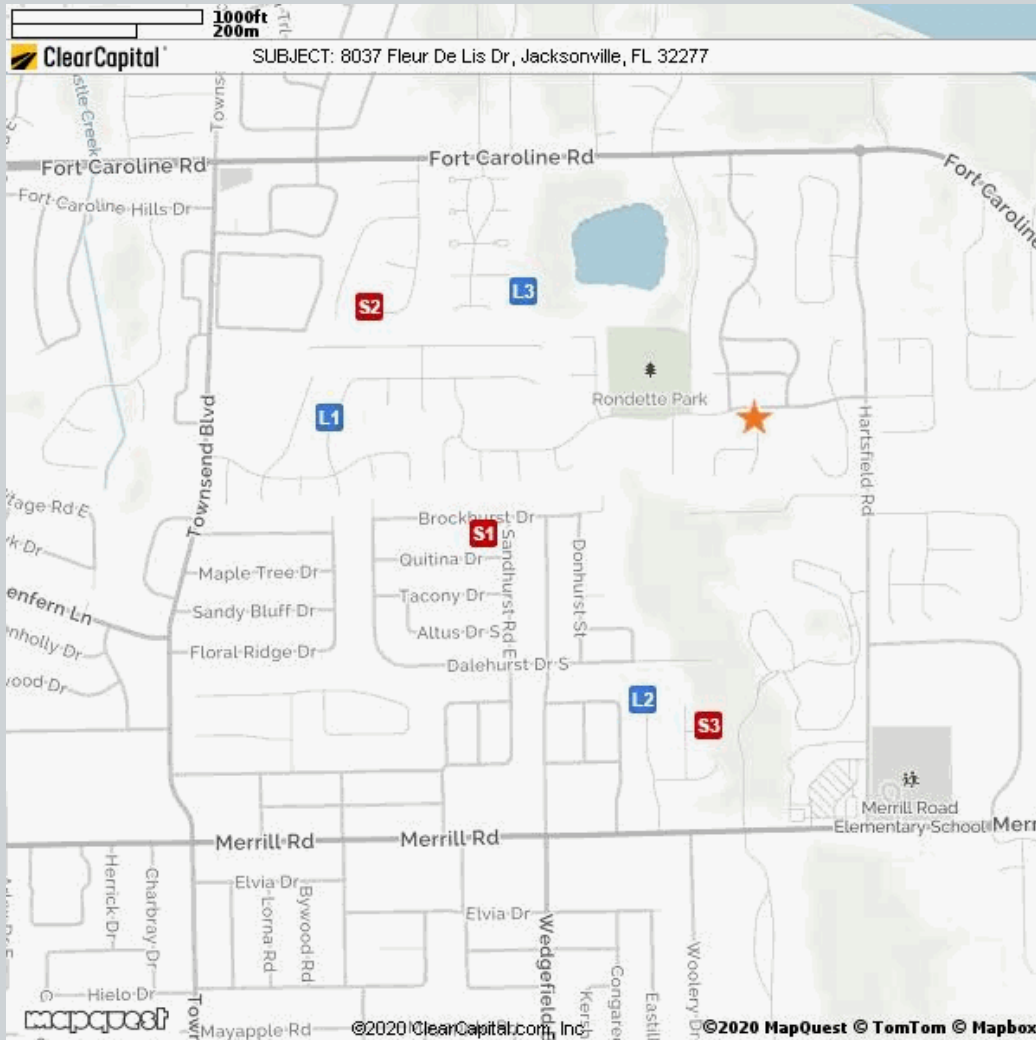 1000ft
200m
ClearCapital
SUBJECT: 8037 Fleur De Lis Dr, Jacksonville, FL 32277
Fort Caroline Rd
Fort Caroline Rd
Fort Caroline
Fort Caroline Hills Dr
S2
L3
Rondette Park
L1
Townsend Blvd
Hartsfield Rd
Brockhurst Dr
S1
Sandhurst Rd E
Donhurst St
Quitina Dr
Maple Tree Dr
Tacony Dr
Sandy Bluff Dr
Altus Dr S
Floral Ridge Dr
Dalehurst Dr S
L2
S3
Merrill Road
Elementary School
Merrill Rd
Merrill Rd
Merr
Herrick Dr
Charbray Dr
Elvia Dr
Lorna Rd
Bywood Rd
Elvia Dr
Wedgefield
Woolery Dr
Congaree
Eastill
Kersh
Hielo Dr
Town
Mayapple Rd
mapquest
©2020 ClearCapital.com, Inc.
©2020 MapQuest © TomTom © Mapbox